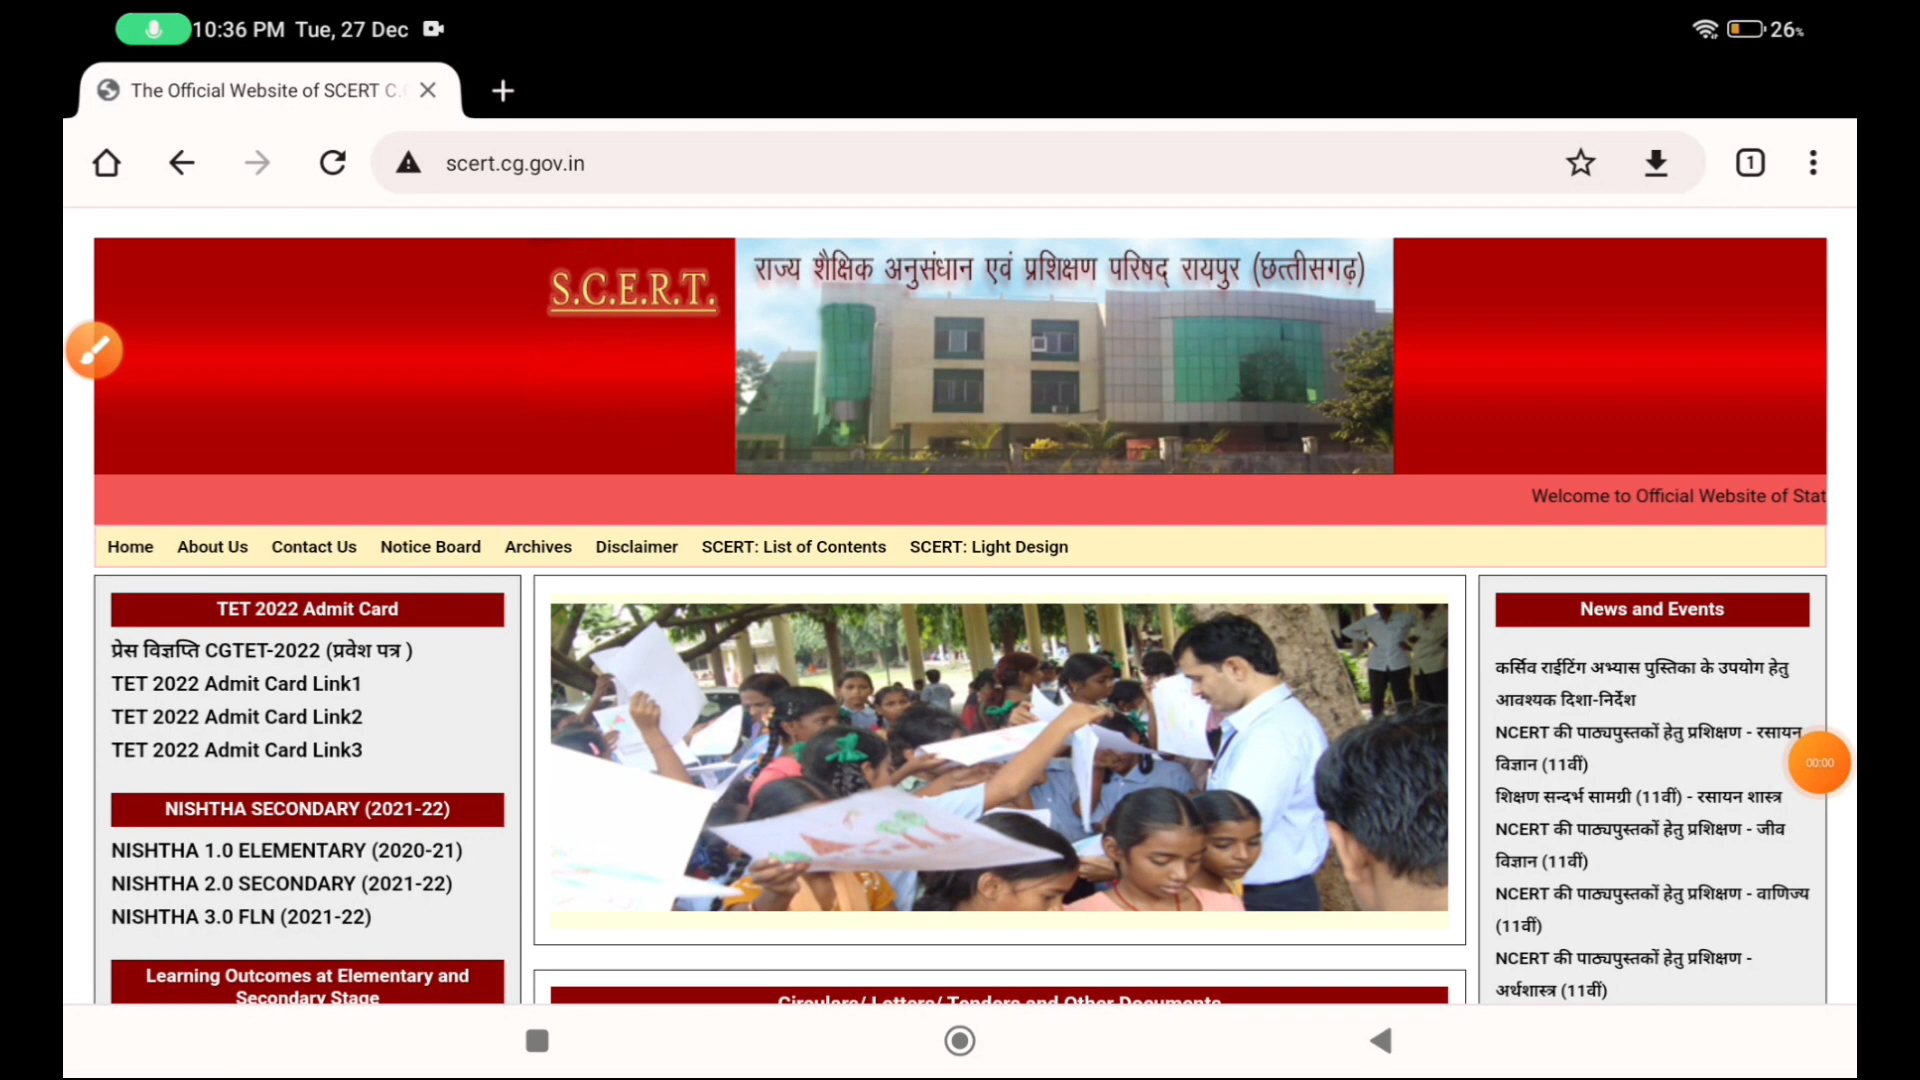 10:36 PM Tue, 27 Dec
26%
The Official Website of SCERT C.
scert.cg.gov.in
1
S.C.E.R.T.
राज्य शैक्षिक अनुसंधान एवं प्रशिक्षण परिषद् रायपुर (छत्तीसगढ़)
Welcome to Official Website of Stat
Home About Us Contact Us Notice Board Archives Disclaimer SCERT: List of Contents SCERT: Light Design
TET 2022 Admit Card
प्रेस विज्ञप्ति CGTET-2022 (प्रवेश पत्र )
TET 2022 Admit Card Link1
TET 2022 Admit Card Link2
TET 2022 Admit Card Link3
NISHTHA SECONDARY (2021-22)
NISHTHA 1.0 ELEMENTARY (2020-21)
NISHTHA 2.0 SECONDARY (2021-22)
NISHTHA 3.0 FLN (2021-22)
Learning Outcomes at Elementary and
Secondary Stage
Circulars/ Letters/ Tenders and Other Documents
News and Events
कर्सिव राईटिंग अभ्यास पुस्तिका के उपयोग हेतु
आवश्यक दिशा-निर्देश
NCERT की पाठ्यपुस्तकों हेतु प्रशिक्षण - रसायन
विज्ञान (11वीं)
शिक्षण सन्दर्भ सामग्री (11वीं) - रसायन शास्त्र
NCERT की पाठ्यपुस्तकों हेतु प्रशिक्षण - जीव
विज्ञान (11वीं)
NCERT की पाठ्यपुस्तकों हेतु प्रशिक्षण - वाणिज्य
(11वीं)
NCERT की पाठ्यपुस्तकों हेतु प्रशिक्षण -
अर्थशास्त्र (11वीं)
00:00